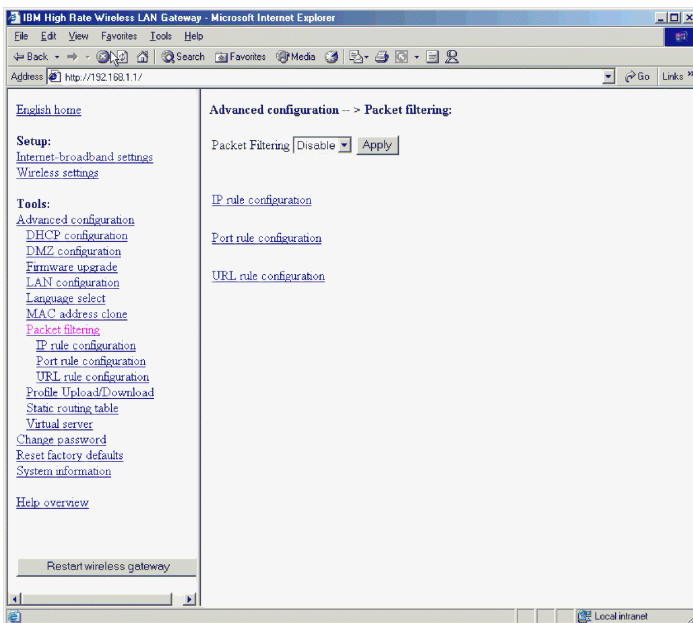 IBM High Rate Wireless LAN Gateway - Microsoft Internet Explorer
File Edit View Favorites Tools Help
Back Search Favorites Media
Address http://192.168.1.1/ Go Links »
English home
Setup:
Internet-broadband settings
Wireless settings
Tools:
Advanced configuration
DHCP configuration
DMZ configuration
Firmware upgrade
LAN configuration
Language select
MAC address clone
Packet filtering
IP rule configuration
Port rule configuration
URL rule configuration
Profile Upload/Download
Static routing table
Virtual server
Change password
Reset factory defaults
System information
Help overview
Restart wireless gateway
Advanced configuration -- > Packet filtering:
Packet Filtering Disable Apply
IP rule configuration
Port rule configuration
URL rule configuration
Local intranet